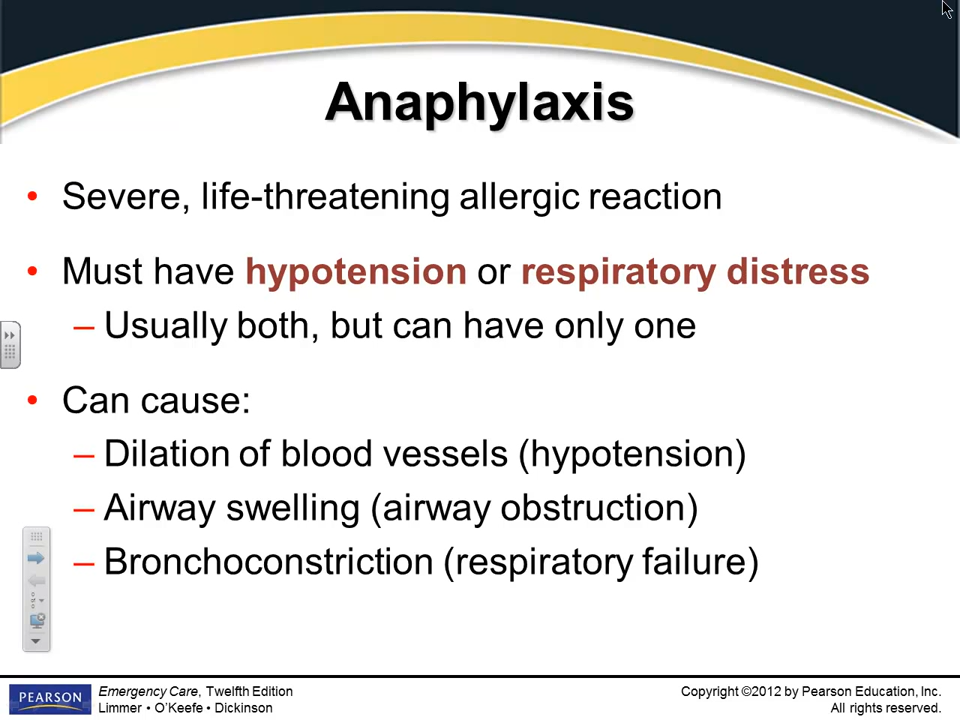 Anaphylaxis
• Severe, life-threatening allergic reaction
• Must have hypotension or respiratory distress
– Usually both, but can have only one
• Can cause:
– Dilation of blood vessels (hypotension)
– Airway swelling (airway obstruction)
– Bronchoconstriction (respiratory failure)
PEARSON
Emergency Care, Twelfth Edition
Limmer • O'Keefe • Dickinson
Copyright ©2012 by Pearson Education, Inc.
All rights reserved.